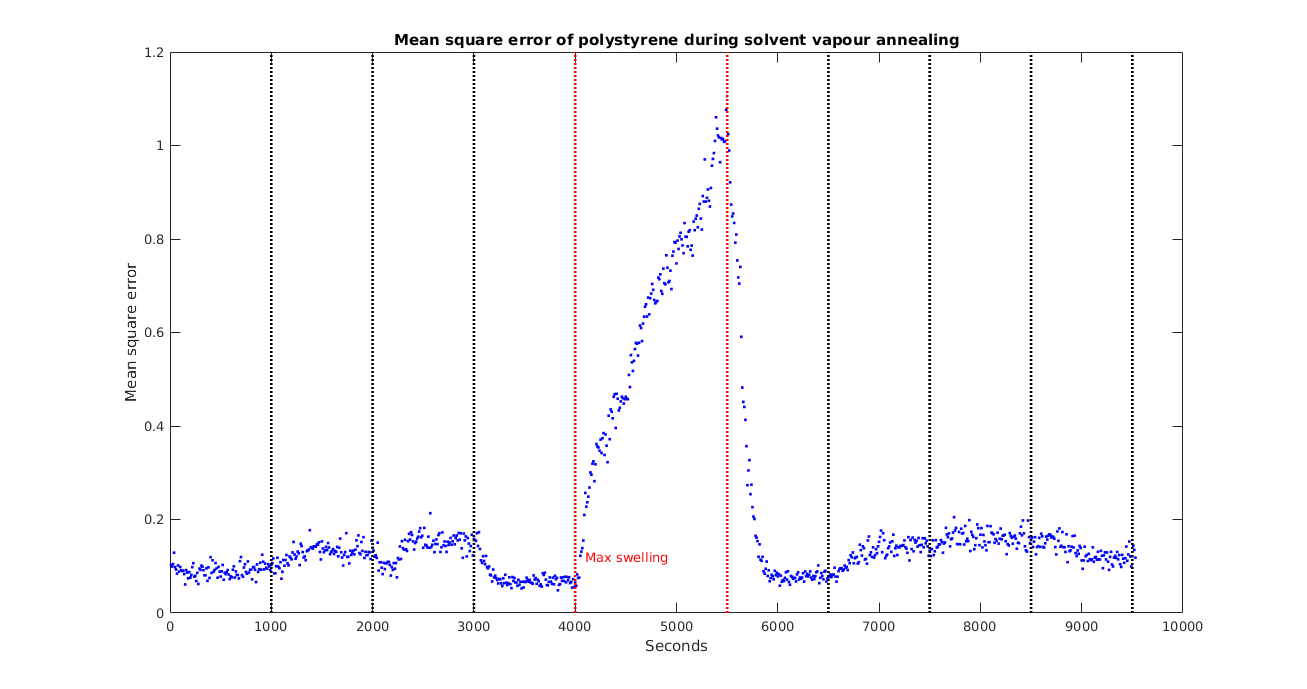 Mean square error of polystyrene during solvent vapour annealing
1.2
1
0.8
0.6
0.4
0.2
0
Mean square error
Max swelling
0 1000 2000 3000 4000 5000 6000 7000 8000 9000 10000
Seconds